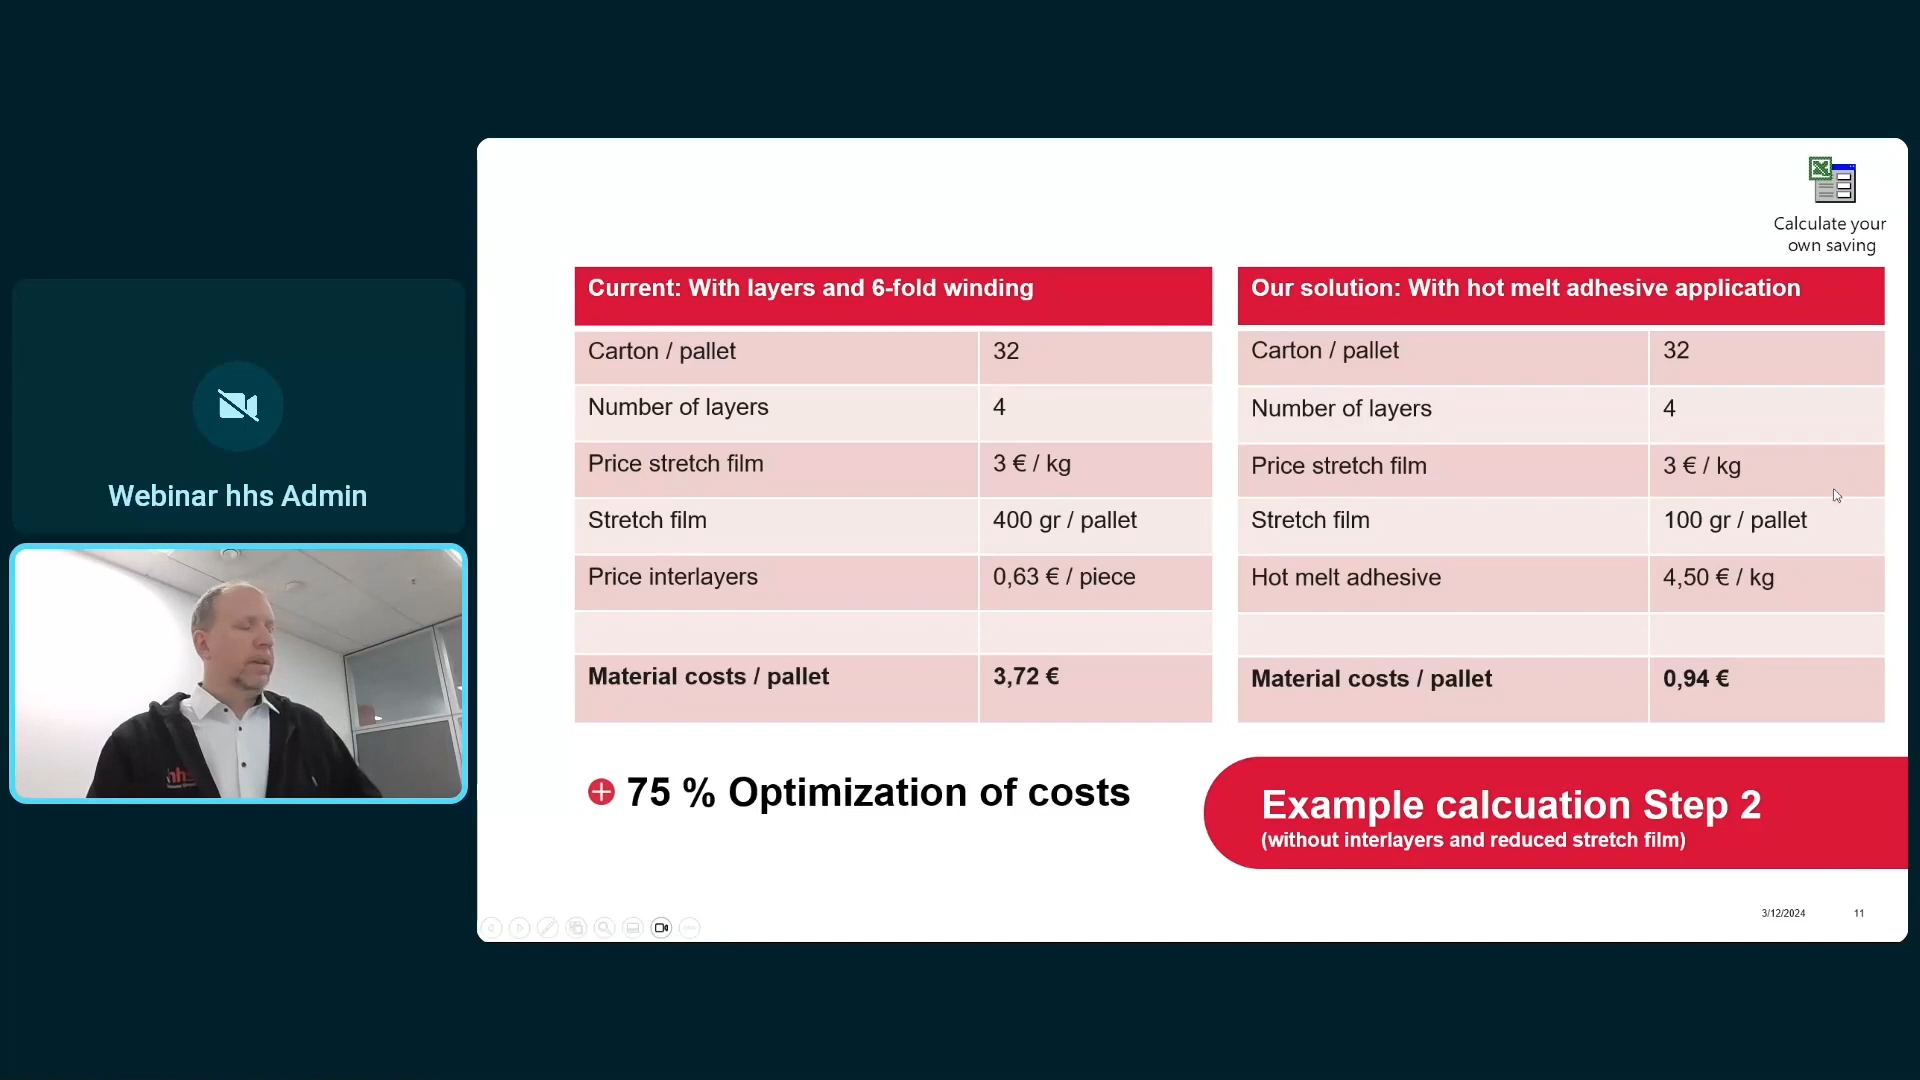 Webinar hhs Admin
hhs
Calculate your
own saving
Current: With layers and 6-fold winding
Carton / pallet 32
Number of layers 4
Price stretch film 3 € / kg
Stretch film 400 gr / pallet
Price interlayers 0,63 € / piece
Material costs / pallet 3,72 €
Our solution: With hot melt adhesive application
Carton / pallet 32
Number of layers 4
Price stretch film 3 € / kg
Stretch film 100 gr / pallet
Hot melt adhesive 4,50 € / kg
Material costs / pallet 0,94 €
75 % Optimization of costs
Example calcuation Step 2
(without interlayers and reduced stretch film)
3/12/2024 11